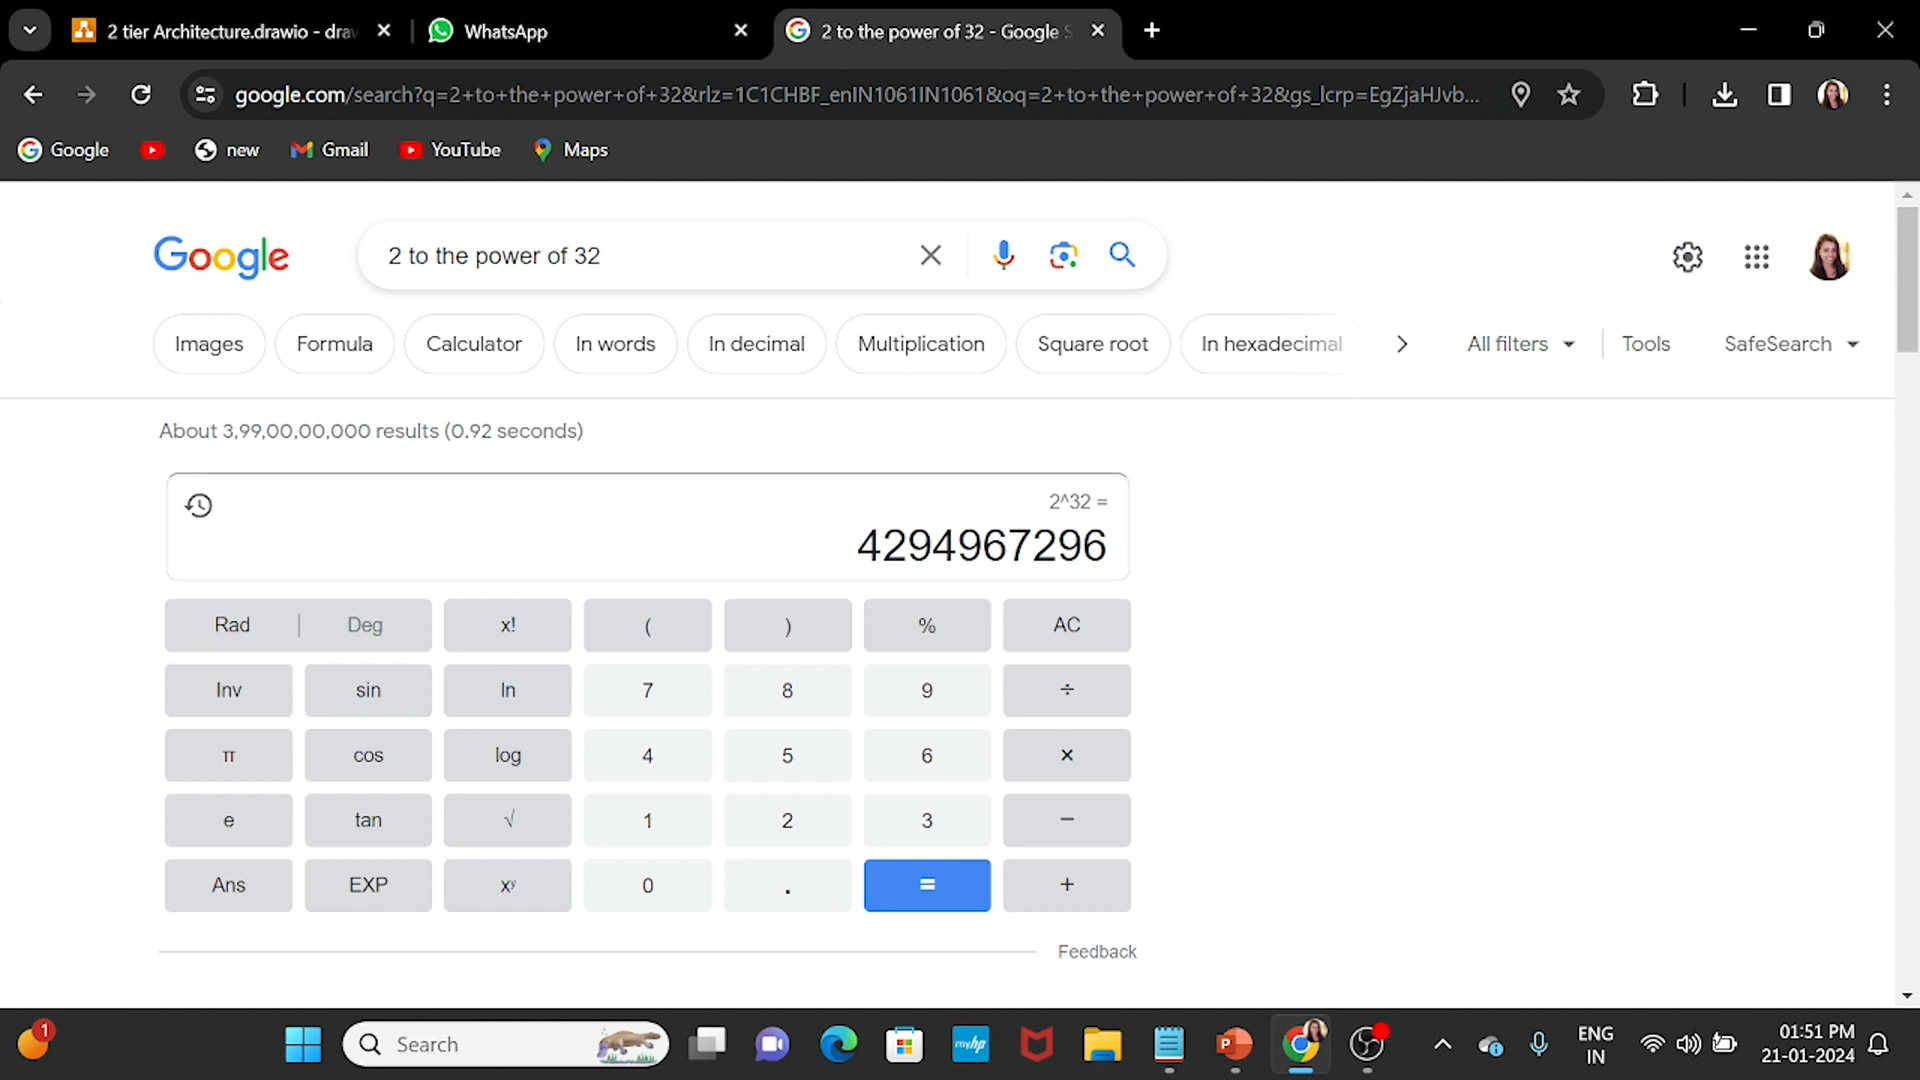 2 tier Architecture.drawio - drav
WhatsApp
2 to the power of 32 - Google S
google.com/search?q=2+to+the+power+of+32&rlz=1C1CHBF_enIN1061IN1061&oq=2+to+the+power+of+32&gs_lcrp=EgZjaHJvb...
Google
new
Gmail
YouTube
Maps
Google
2 to the power of 32
Images
Formula
Calculator
In words
In decimal
Multiplication
Square root
In hexadecimal
All filters
Tools
SafeSearch
About 3,99,00,00,000 results (0.92 seconds)
2^32 =
4294967296
Rad | Deg x! ( ) % AC
Inv sin ln 7 8 9 ÷
π cos log 4 5 6 ×
e tan √ 1 2 3 −
Ans EXP xʸ 0 . = +
Feedback
1
Search
myhp
ENG
IN
01:51 PM
21-01-2024